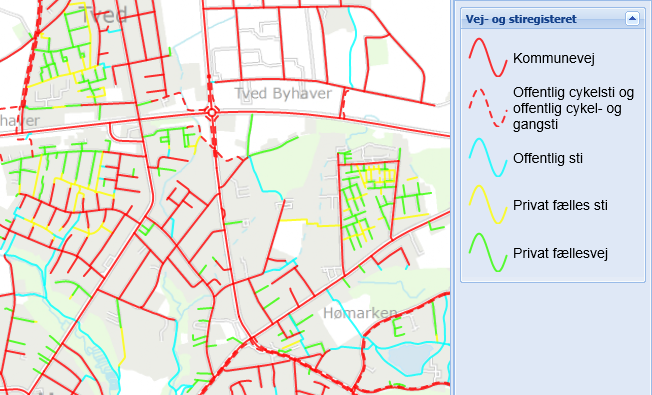 Tved
Tved Byhaver
haver
Hømarken
Vej- og stiregisteret
Kommunevej
Offentlig cykelsti og
offentlig cykel- og
gangsti
Offentlig sti
Privat fælles sti
Privat fællesvej